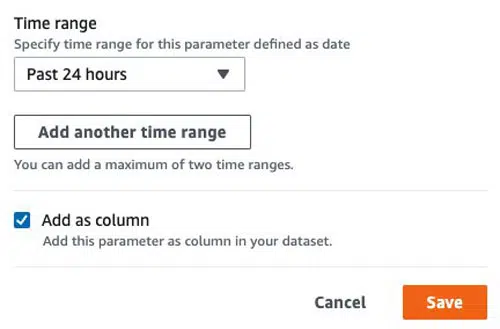 Time range
Specify time range for this parameter defined as date
Past 24 hours
Add another time range
You can add a maximum of two time ranges.
Add as column
Add this parameter as column in your dataset.
Cancel Save